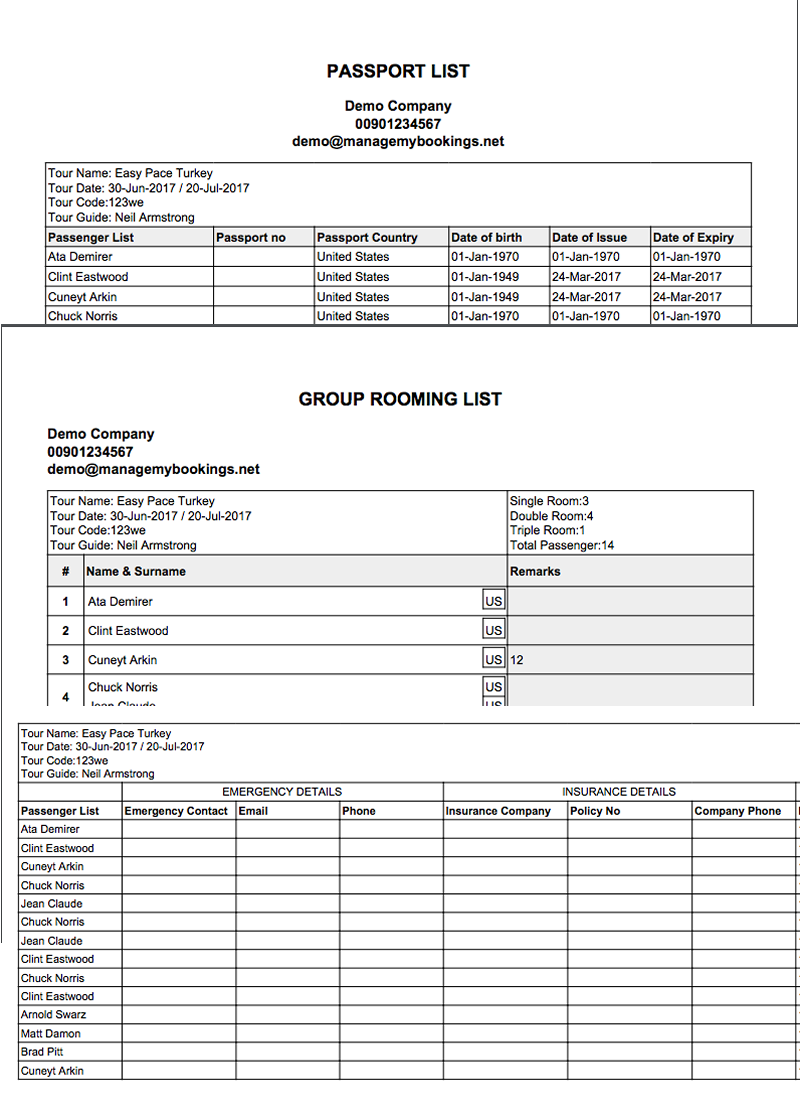 PASSPORT LIST
Demo Company
00901234567
demo@managemybookings.net
Tour Name: Easy Pace Turkey
Tour Date: 30-Jun-2017 / 20-Jul-2017
Tour Code:123we
Tour Guide: Neil Armstrong
Passenger List Passport no Passport Country Date of birth Date of Issue Date of Expiry
Ata Demirer United States 01-Jan-1970 01-Jan-1970 01-Jan-1970
Clint Eastwood United States 01-Jan-1949 24-Mar-2017 24-Mar-2017
Cuneyt Arkin United States 01-Jan-1949 24-Mar-2017 24-Mar-2017
Chuck Norris United States 01-Jan-1970 01-Jan-1970 01-Jan-1970
GROUP ROOMING LIST
Demo Company
00901234567
demo@managemybookings.net
Tour Name: Easy Pace Turkey
Tour Date: 30-Jun-2017 / 20-Jul-2017
Tour Code:123we
Tour Guide: Neil Armstrong
Single Room:3
Double Room:4
Triple Room:1
Total Passenger:14
# Name & Surname Remarks
1 Ata Demirer US
2 Clint Eastwood US
3 Cuneyt Arkin US 12
4 Chuck Norris US
Jean Claude US
Tour Name: Easy Pace Turkey
Tour Date: 30-Jun-2017 / 20-Jul-2017
Tour Code:123we
Tour Guide: Neil Armstrong
EMERGENCY DETAILS INSURANCE DETAILS
Passenger List Emergency Contact Email Phone Insurance Company Policy No Company Phone
Ata Demirer
Clint Eastwood
Cuneyt Arkin
Chuck Norris
Jean Claude
Chuck Norris
Jean Claude
Clint Eastwood
Chuck Norris
Clint Eastwood
Arnold Swarz
Matt Damon
Brad Pitt
Cuneyt Arkin